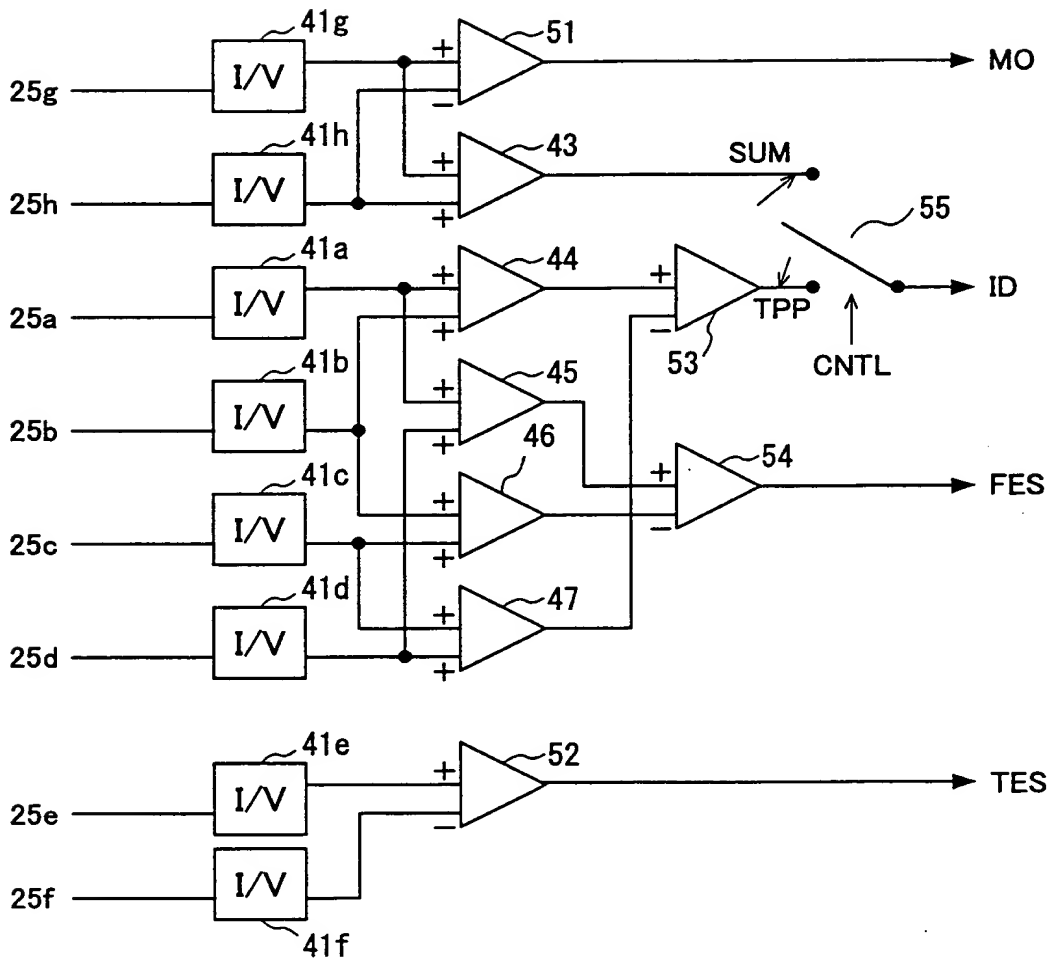 41g
51
+
MO
I/V
25g
−
41h
43
SUM
+
I/V
25h
+
55
41a
44
+
+
ID
I/V
25a
+
TPP
−
53
CNTL
41b
45
+
I/V
25b
+
46
54
41c
+
+
FES
I/V
−
25c
+
41d
47
+
I/V
25d
+
41e
52
+
TES
I/V
25e
−
I/V
25f
41f